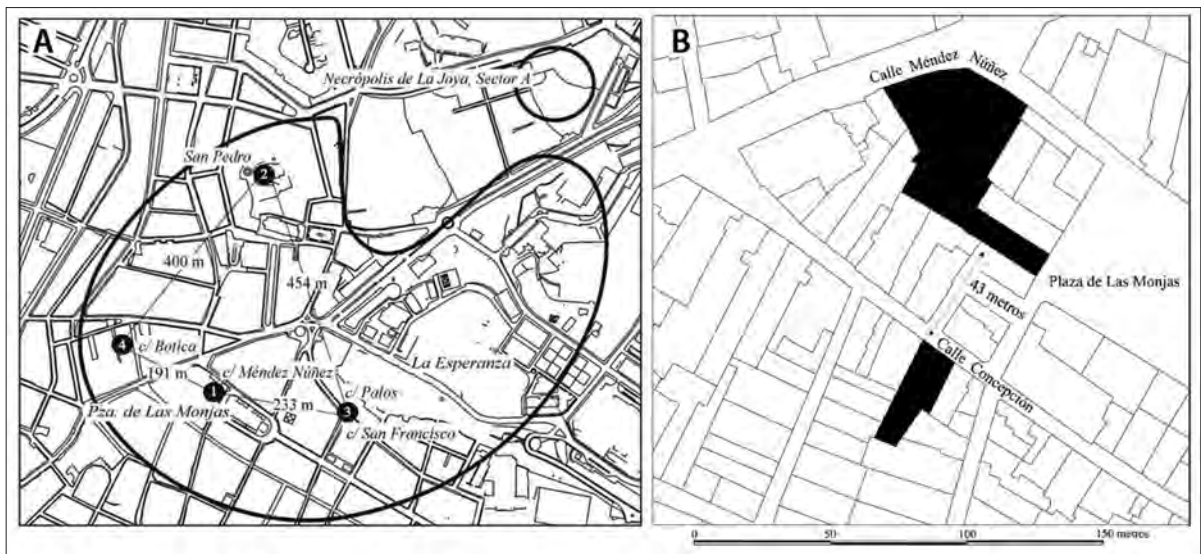 A
Necrópolis de La Joya, Sector A
San Pedro
2
400 m
454 m
4
c/ Botica
La Esperanza
191 m
c/ Méndez Núñez
1
c/ Palos
Pza. de Las Monjas
233 m
3
c/ San Francisco
B
Calle Méndez Núñez
Plaza de Las Monjas
43 metros
Calle Concepción
0 50 100 150 metros